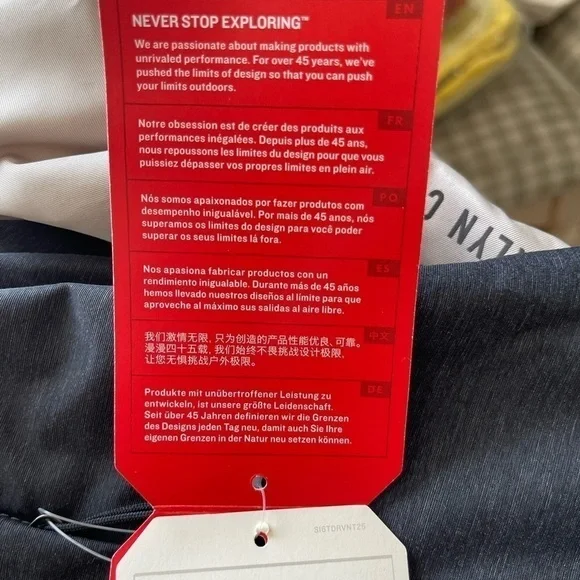 EN
NEVER STOP EXPLORING™
We are passionate about making products with
unrivaled performance. For over 45 years, we've
pushed the limits of design so that you can push
your limits outdoors.
FR
Notre obsession est de créer des produits aux
performances inégalées. Depuis plus de 45 ans,
nous repoussons les limites du design pour que vous
puissiez dépasser vos propres limites en plein air.
PO
Nós somos apaixonados por fazer produtos com
desempenho inigualável. Por mais de 45 anos, nós
superamos os limites do design para você poder
superar os seus limites lá fora.
ES
Nos apasiona fabricar productos con un
rendimiento inigualable. Durante más de 45 años
hemos llevado nuestros diseños al límite para que
aproveche al máximo sus salidas al aire libre.
中文
我们激情无限, 只为创造的产品性能优良、可靠。
漫漫四十五载, 我们始终不畏挑战设计极限,
让您无惧挑战户外极限。
DE
Produkte mit unübertroffener Leistung zu
entwickeln, ist unsere größte Leidenschaft.
Seit über 45 Jahren definieren wir die Grenzen
des Designs jeden Tag neu, damit auch Sie Ihre
eigenen Grenzen in der Natur neu setzen können.
KLYN C